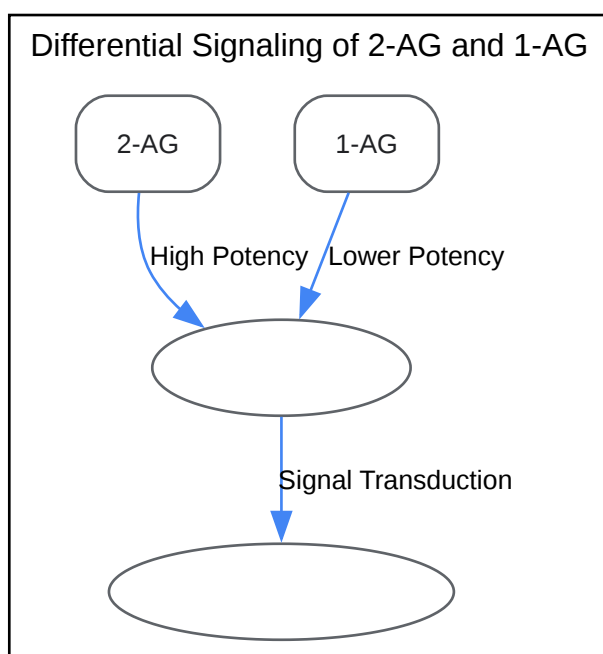 Differential Signaling of 2-AG and 1-AG
2-AG
1-AG
High Potency
Lower Potency
Signal Transduction